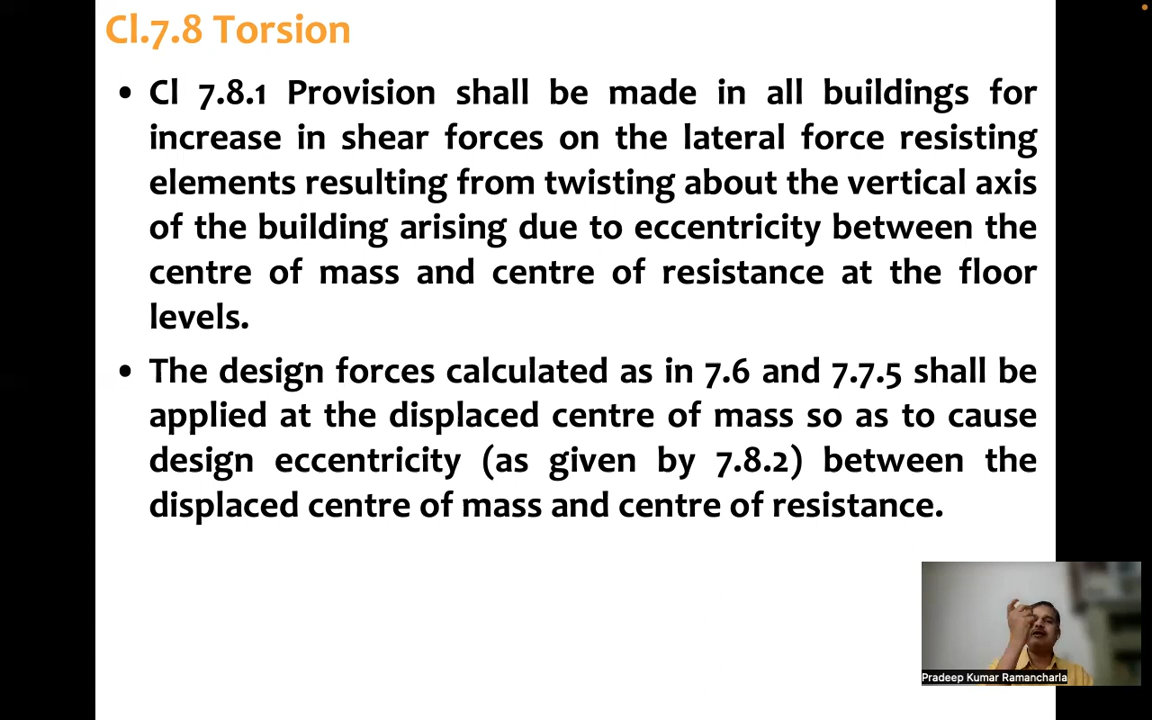 Cl.7.8 Torsion
• Cl 7.8.1 Provision shall be made in all buildings for
increase in shear forces on the lateral force resisting
elements resulting from twisting about the vertical axis
of the building arising due to eccentricity between the
centre of mass and centre of resistance at the floor
levels.
• The design forces calculated as in 7.6 and 7.7.5 shall be
applied at the displaced centre of mass so as to cause
design eccentricity (as given by 7.8.2) between the
displaced centre of mass and centre of resistance.
Pradeep Kumar Ramancharla